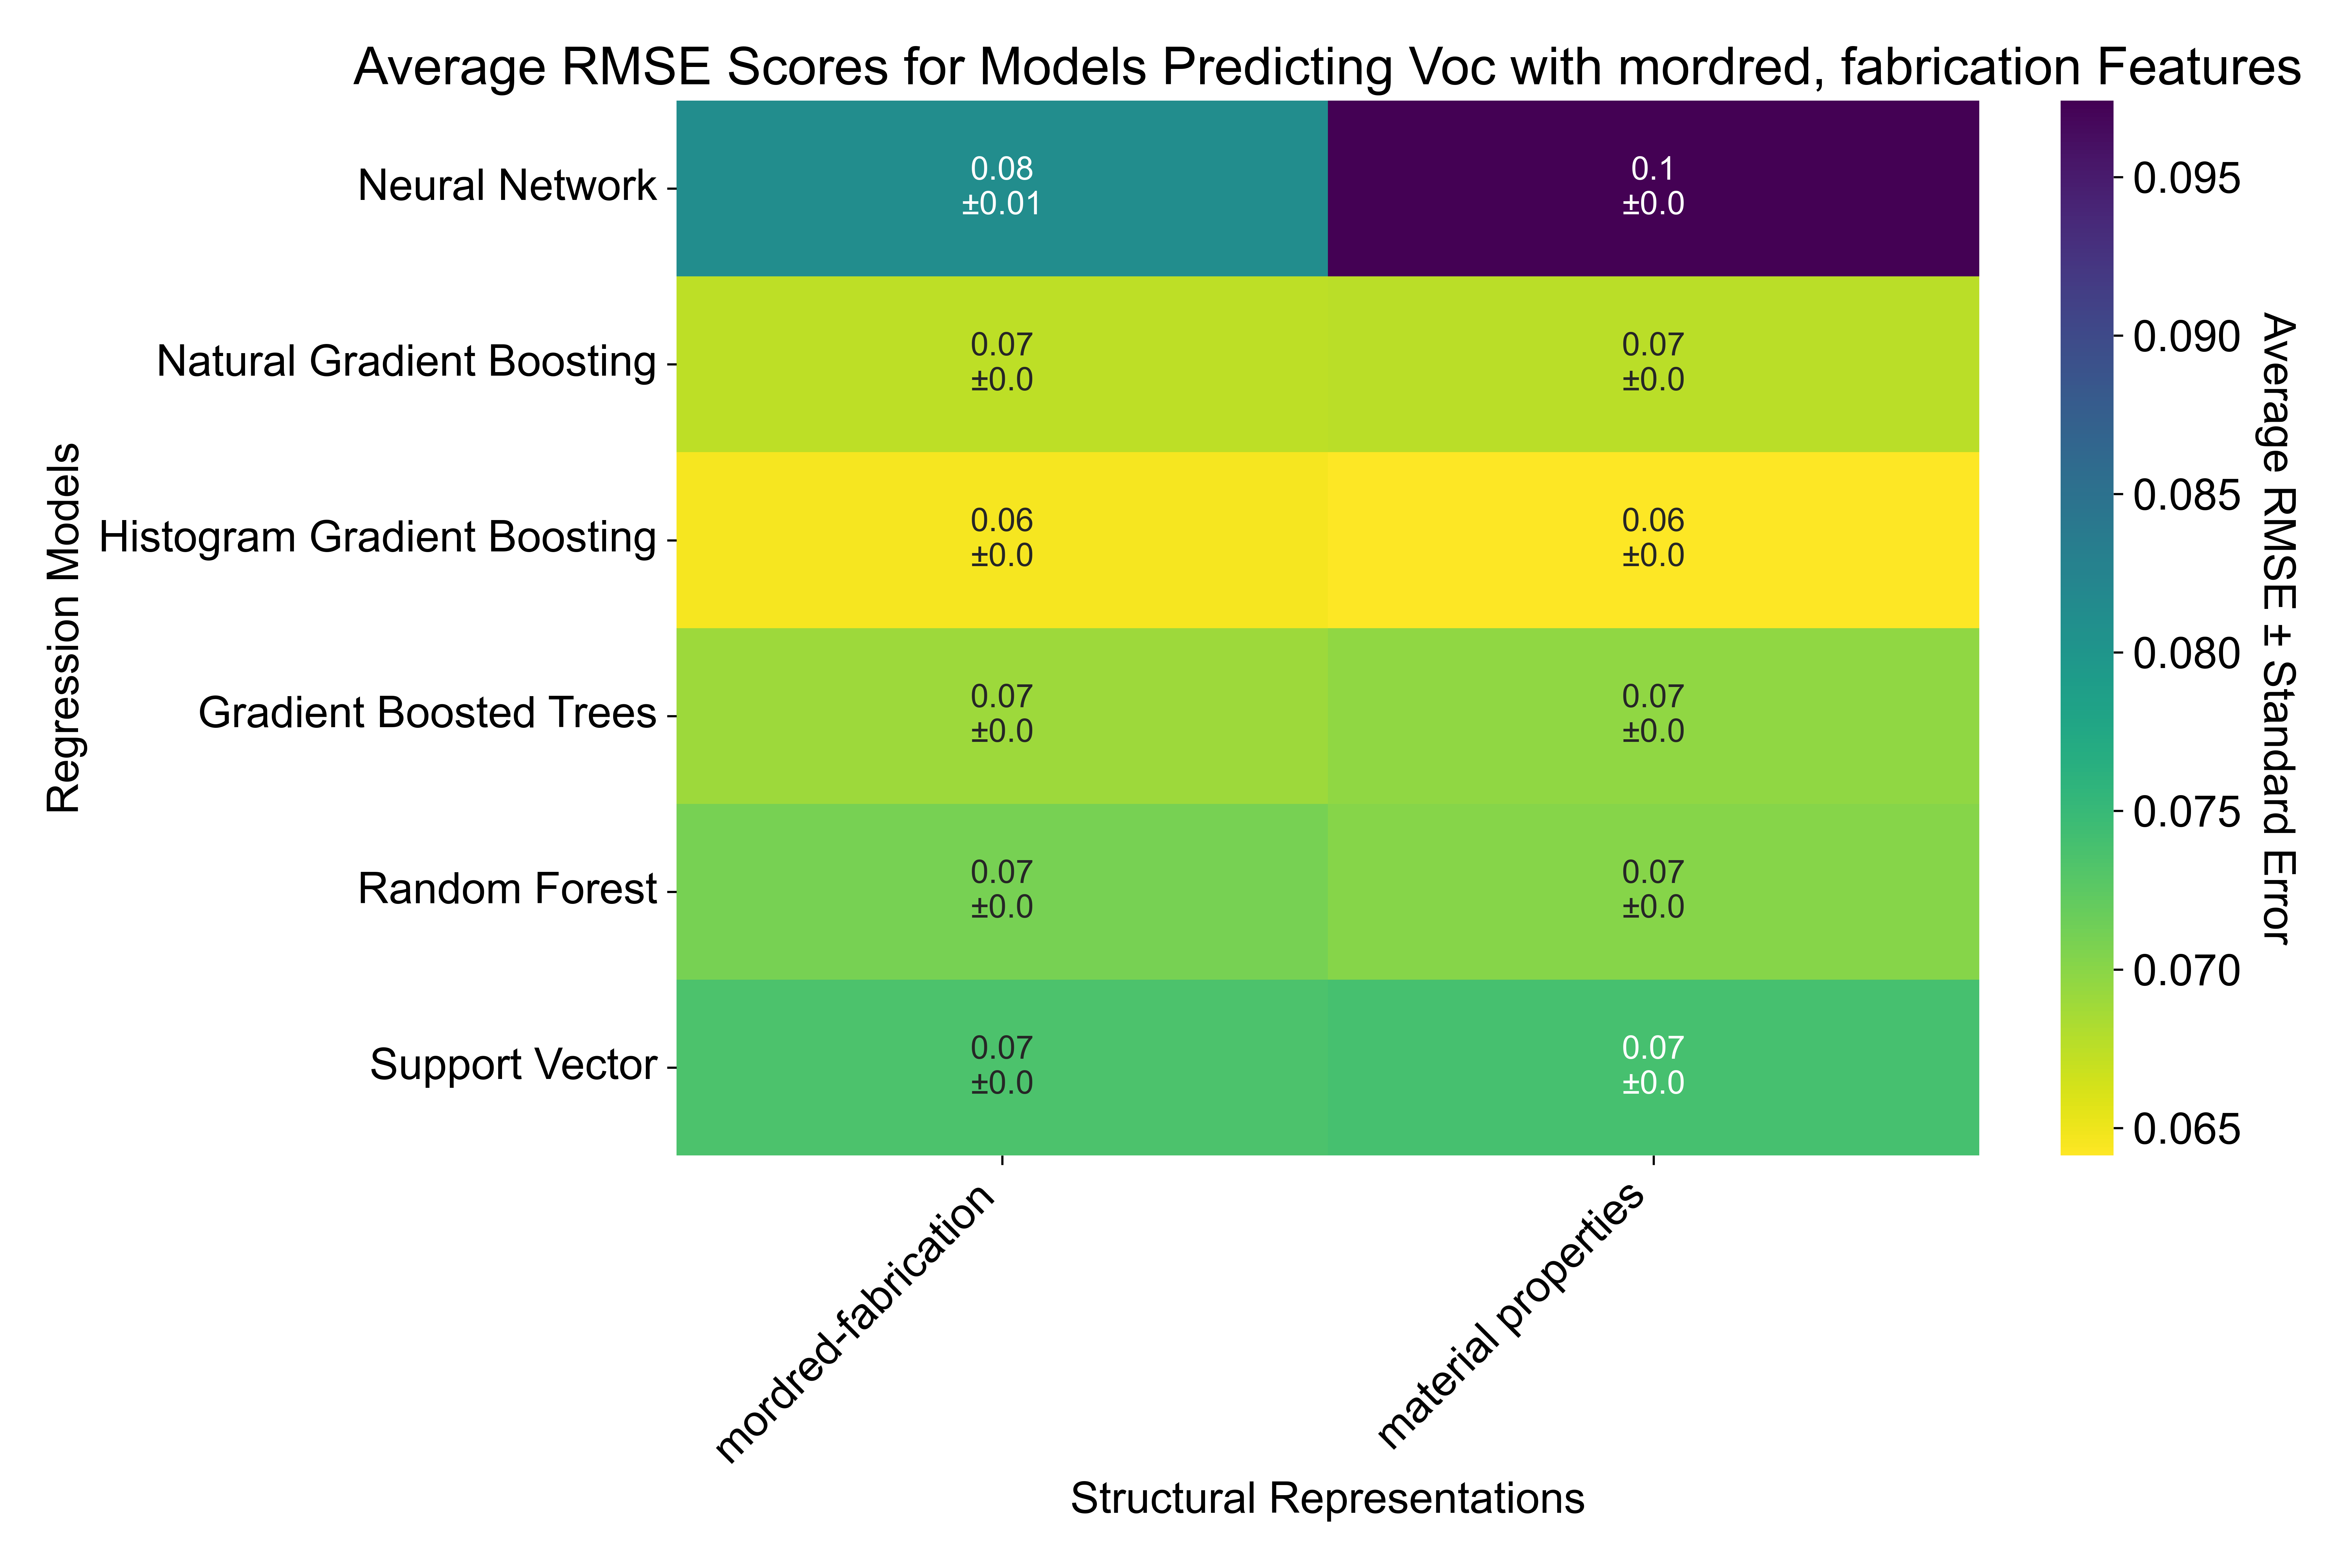 Average RMSE Scores for Models Predicting Voc with mordred, fabrication Features
Regression Models
Neural Network
0.08
±0.01
0.1
±0.0
Natural Gradient Boosting
0.07
±0.0
0.07
±0.0
Histogram Gradient Boosting
0.06
±0.0
0.06
±0.0
Gradient Boosted Trees
0.07
±0.0
0.07
±0.0
Random Forest
0.07
±0.0
0.07
±0.0
Support Vector
0.07
±0.0
0.07
±0.0
mordred-fabrication
material properties
Structural Representations
0.095
0.090
0.085
0.080
0.075
0.070
0.065
Average RMSE ± Standard Error